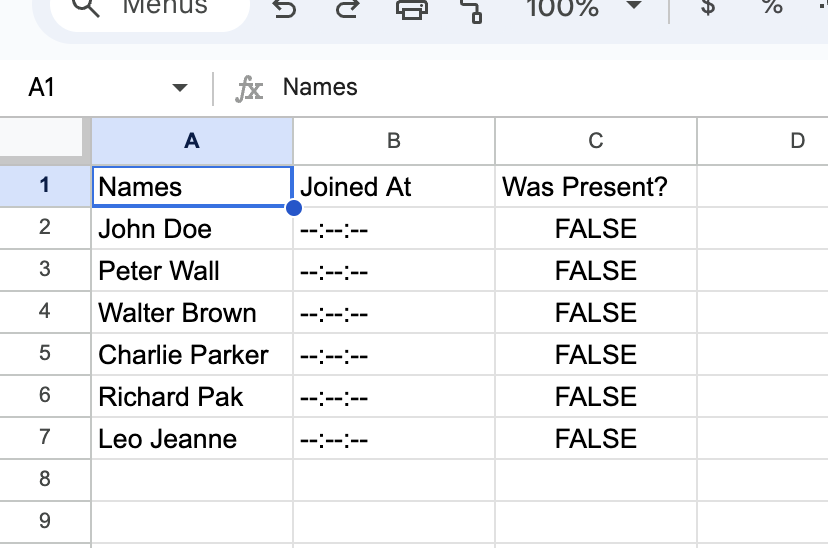 Menus 100% $ %
A1 fx Names
A B C D
1 Names Joined At Was Present?
2 John Doe --:--:-- FALSE
3 Peter Wall --:--:-- FALSE
4 Walter Brown --:--:-- FALSE
5 Charlie Parker --:--:-- FALSE
6 Richard Pak --:--:-- FALSE
7 Leo Jeanne --:--:-- FALSE
8
9